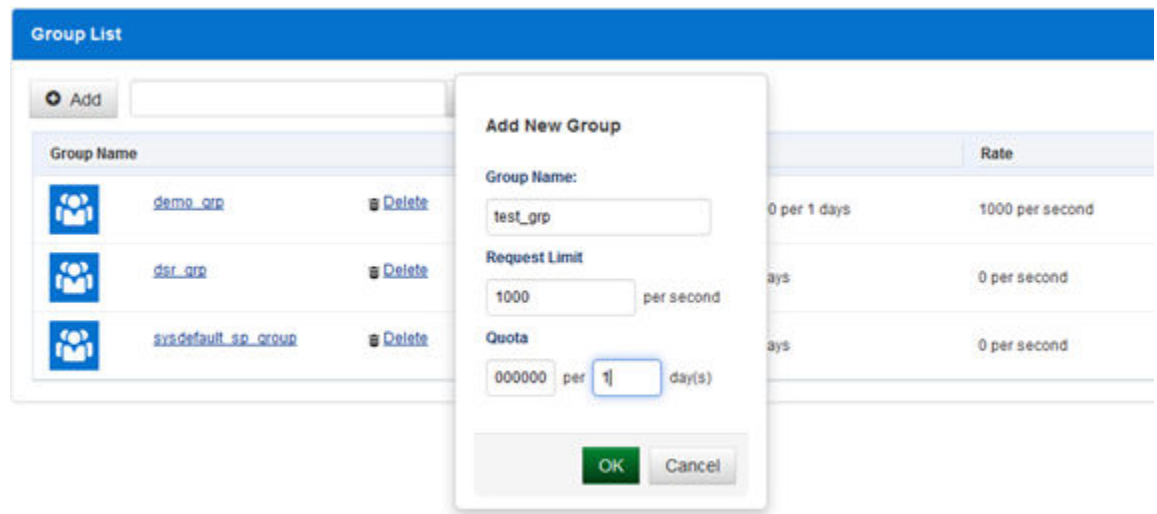 Group List
Add
Group Name
Rate
demo_grp
Delete
0 per 1 days
1000 per second
dsr_grp
Delete
ays
0 per second
sysdefault_sp_group
Delete
ays
0 per second
Add New Group
Group Name:
test_grp
Request Limit
1000 per second
Quota
000000 per 1 day(s)
OK Cancel